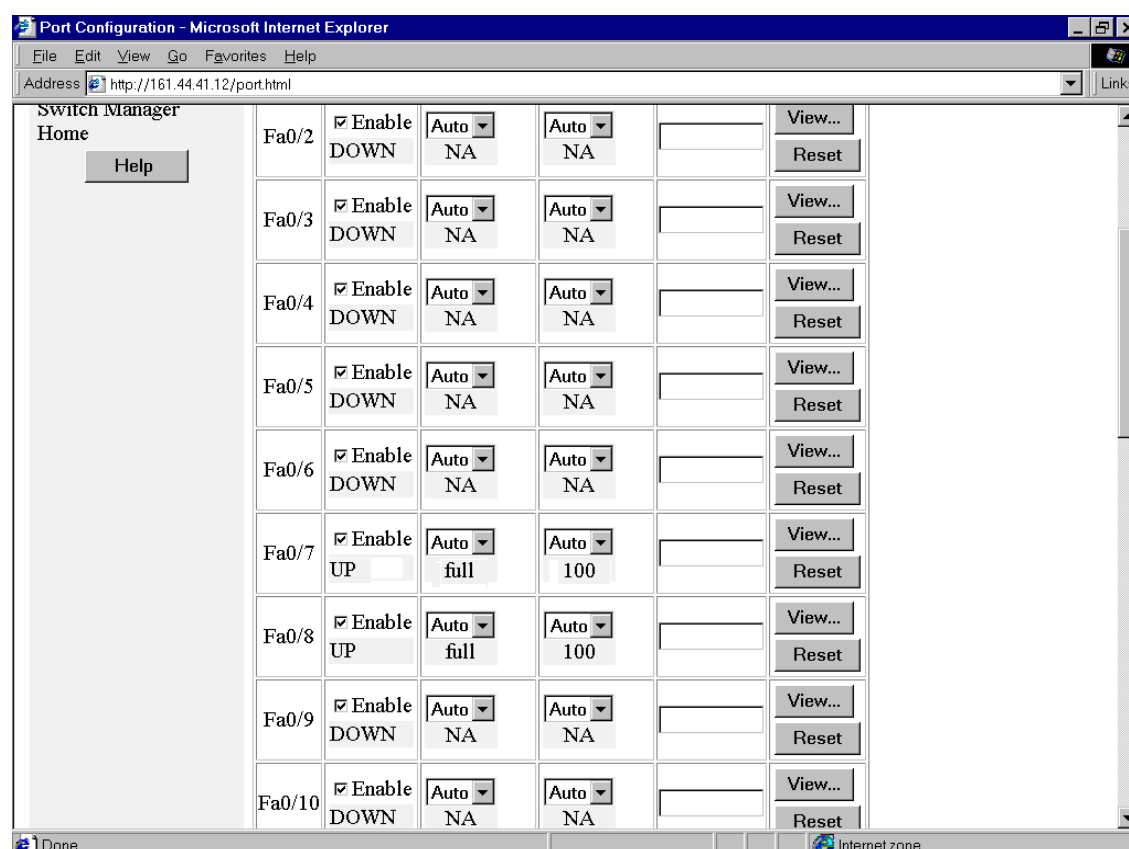 Port Configuration - Microsoft Internet Explorer
File Edit View Go Favorites Help
Address http://161.44.41.12/port.html Link
Switch Manager
Home
Help
Fa0/2 Enable Auto Auto View...
DOWN NA NA Reset
Fa0/3 Enable Auto Auto View...
DOWN NA NA Reset
Fa0/4 Enable Auto Auto View...
DOWN NA NA Reset
Fa0/5 Enable Auto Auto View...
DOWN NA NA Reset
Fa0/6 Enable Auto Auto View...
DOWN NA NA Reset
Fa0/7 Enable Auto Auto View...
UP full 100 Reset
Fa0/8 Enable Auto Auto View...
UP full 100 Reset
Fa0/9 Enable Auto Auto View...
DOWN NA NA Reset
Fa0/10 Enable Auto Auto View...
DOWN NA NA Reset
Done Internet zone